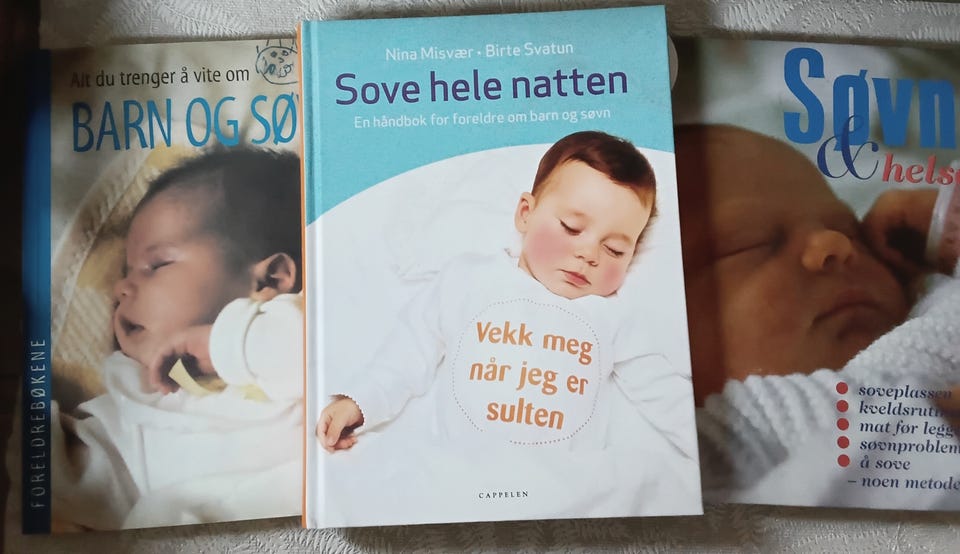 Alt du trenger å vite om
BARN OG SØ
FORELDREBØKENE
Nina Misvær • Birte Svatun
Sove hele natten
En håndbok for foreldre om barn og søvn
Vekk meg
når jeg er
sulten
CAPPELEN
Søvn
& hels
soveplassen
kveldsrut
mat før legg
søvnproblem
å sove
– noen metode